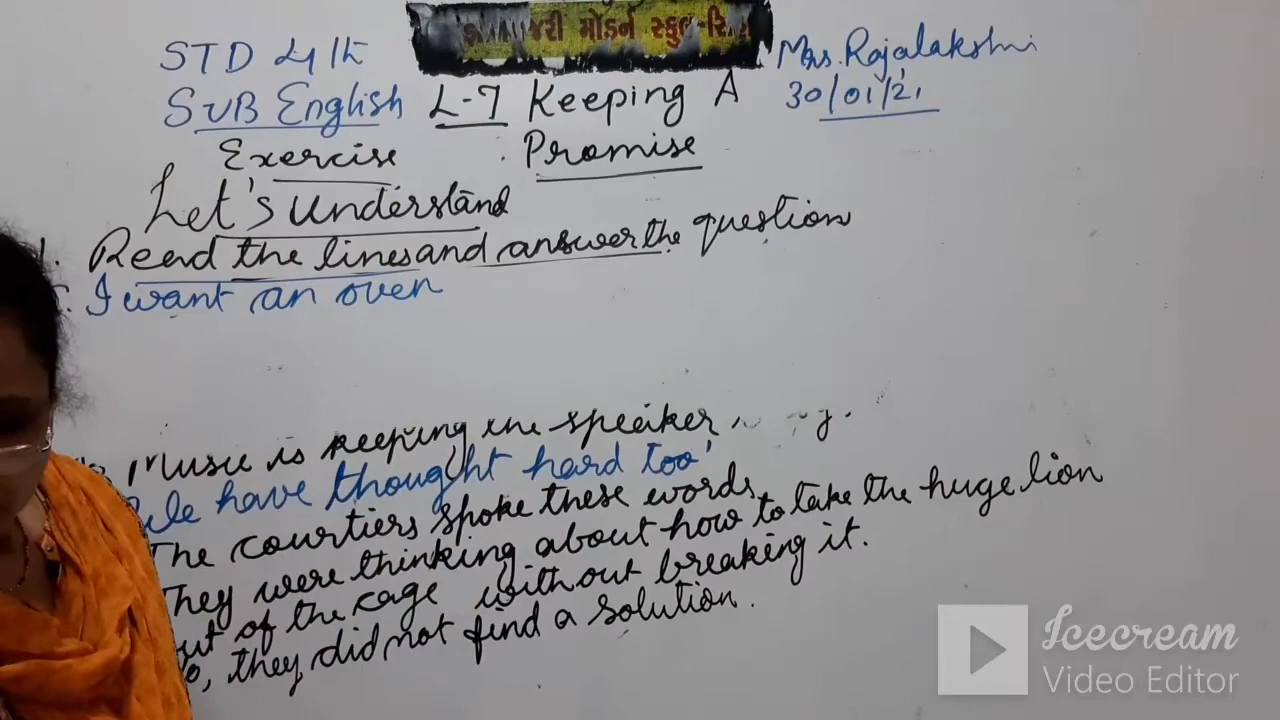 મોડર્ન સ્કુલ
STD 4th
Mrs. Rajalakshmi
SUB English L-7 Keeping A
30/01/21
Exercise Promise
Let's understand
1. Read the lines and answer the question
I want an oven
Music is keeping the speaker
We have thought hard too'
The courtiers spoke these words.
They were thinking about how to take the huge lion
out of the cage without breaking it.
No, they did not find a solution.
Icecream
Video Editor